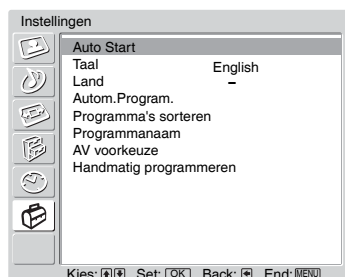 Instellingen
Auto Start
Taal English
Land –
Autom.Program.
Programma's sorteren
Programmanaam
AV voorkeuze
Handmatig programmeren
Kies: Set: OK Back: End: MENU